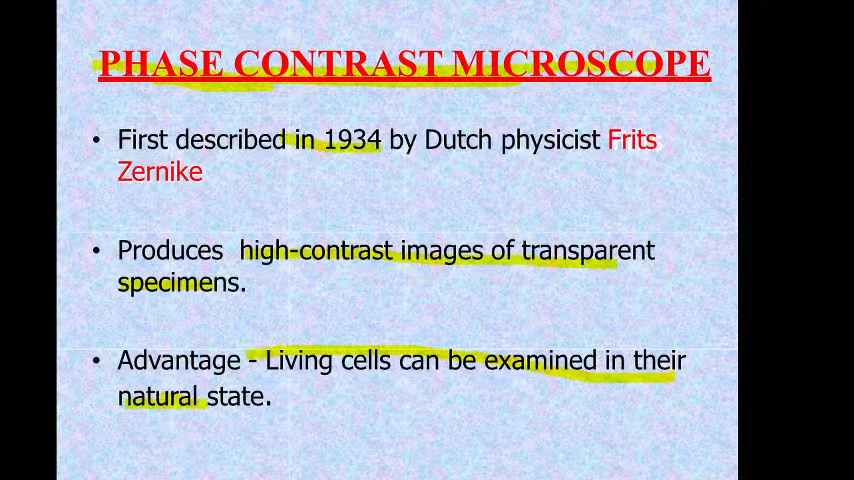 PHASE CONTRAST MICROSCOPE
• First described in 1934 by Dutch physicist Frits
Zernike
• Produces high-contrast images of transparent
specimens.
• Advantage - Living cells can be examined in their
natural state.